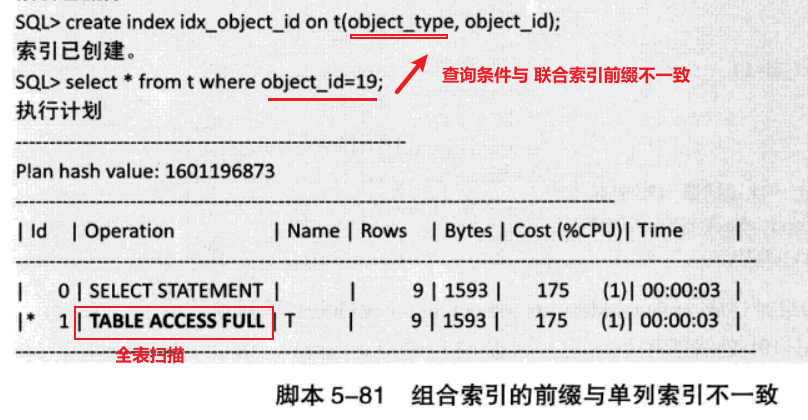 SQL> create index idx_object_id on t(object_type, object_id);
索引已创建。
SQL> select * from t where object_id=19;
查询条件与 联合索引前缀不一致
执行计划
----------------------------------------------------------
Plan hash value: 1601196873
----------------------------------------------------------
| Id | Operation | Name | Rows | Bytes | Cost (%CPU)| Time |
----------------------------------------------------------
| 0 | SELECT STATEMENT | | 9 | 1593 | 175 (1)| 00:00:03 |
|* 1 | TABLE ACCESS FULL | T | 9 | 1593 | 175 (1)| 00:00:03 |
----------------------------------------------------------
全表扫描
脚本 5-81 组合索引的前缀与单列索引不一致